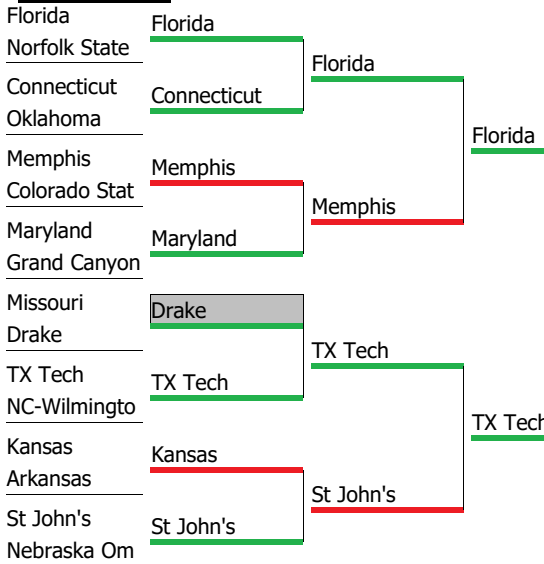 Florida
Norfolk State
Connecticut
Oklahoma
Memphis
Colorado Stat
Maryland
Grand Canyon
Missouri
Drake
TX Tech
NC-Wilmingto
Kansas
Arkansas
St John's
Nebraska Om
Florida
Connecticut
Memphis
Maryland
Drake
TX Tech
Kansas
St John's
Florida
Memphis
TX Tech
St John's
Florida
TX Tech